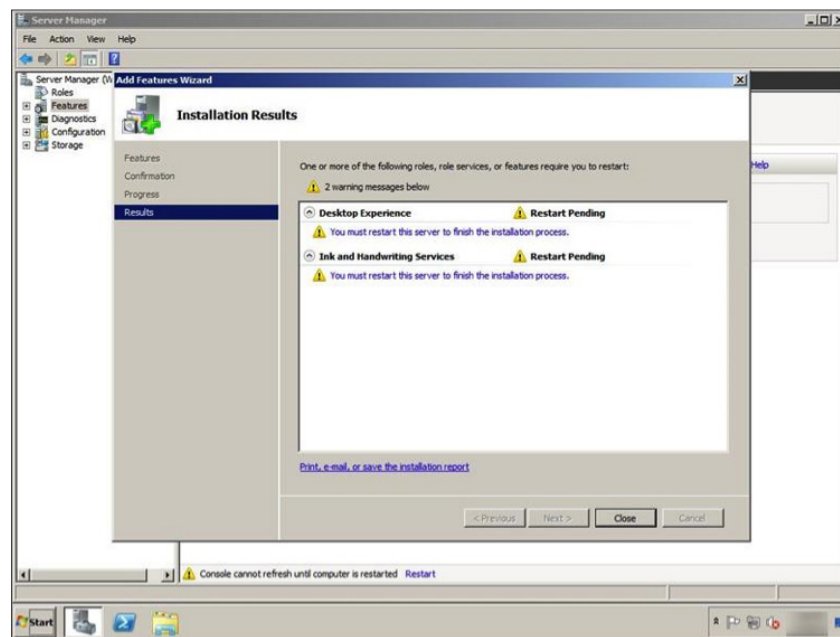 Server Manager
File Action View Help
Server Manager (W
Roles
Features
Diagnostics
Configuration
Storage
Add Features Wizard
Installation Results
Features
Confirmation
Progress
Results
One or more of the following roles, role services, or features require you to restart:
2 warning messages below
Desktop Experience Restart Pending
You must restart this server to finish the installation process.
Ink and Handwriting Services Restart Pending
You must restart this server to finish the installation process.
Print, e-mail, or save the installation report
< Previous Next > Close Cancel
Help
Console cannot refresh until computer is restarted Restart
Start